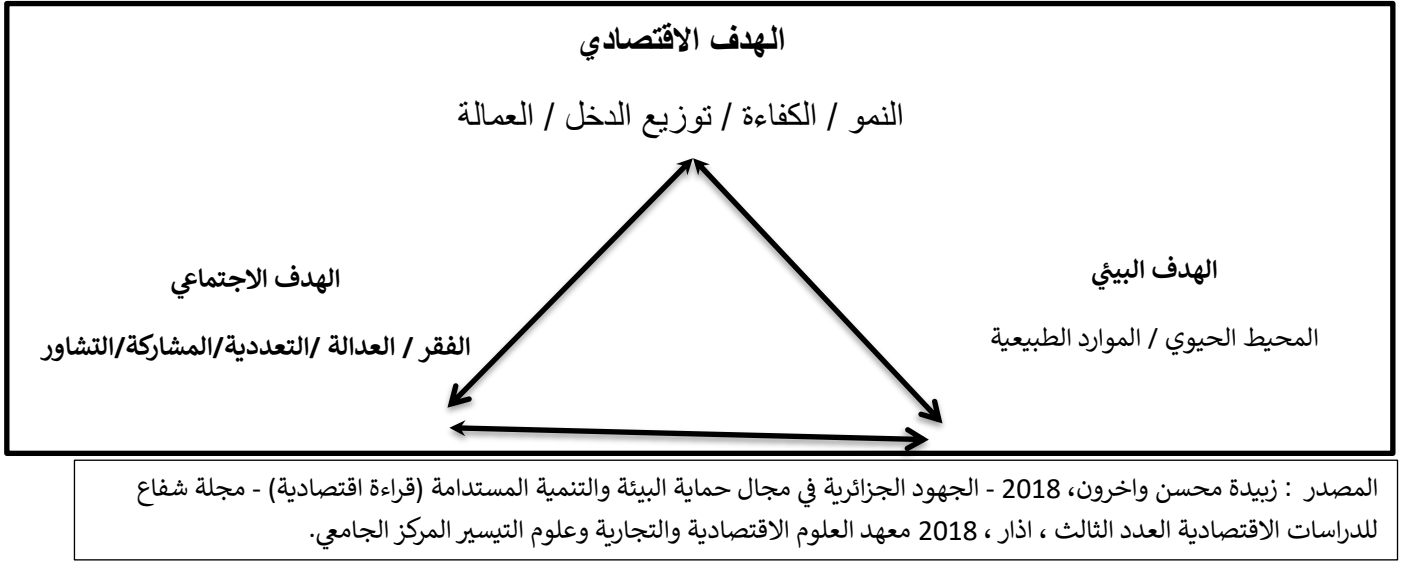 الهدف الاقتصادي
النمو / الكفاءة / توزيع الدخل / العمالة
الهدف البيئي
المحيط الحيوي / الموارد الطبيعية
الهدف الاجتماعي
الفقر / العدالة /التعددية/المشاركة/التشاور
المصدر : زبيدة محسن واخرون، 2018 - الجهود الجزائرية في مجال حماية البيئة والتنمية المستدامة (قراءة اقتصادية) - مجلة شفاع
للدراسات الاقتصادية العدد الثالث ، اذار ، 2018 معهد العلوم الاقتصادية والتجارية وعلوم التيسير المركز الجامعي.